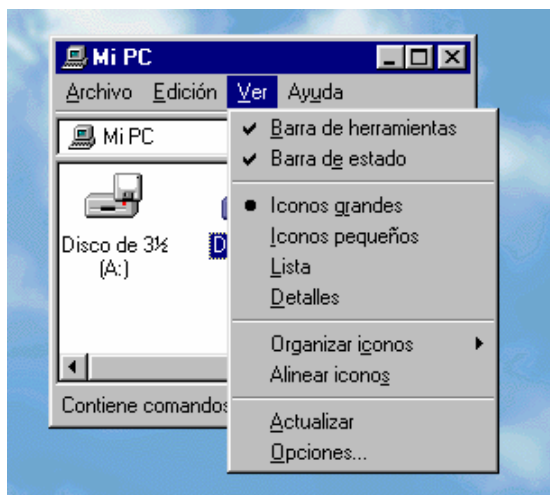 Mi PC
Archivo Edición Ver Ayuda
Mi PC
Barra de herramientas
Barra de estado
Iconos grandes
Iconos pequeños
Lista
Detalles
Organizar iconos
Alinear iconos
Actualizar
Opciones...
Disco de 3½
(A:)
D
Contiene comandos